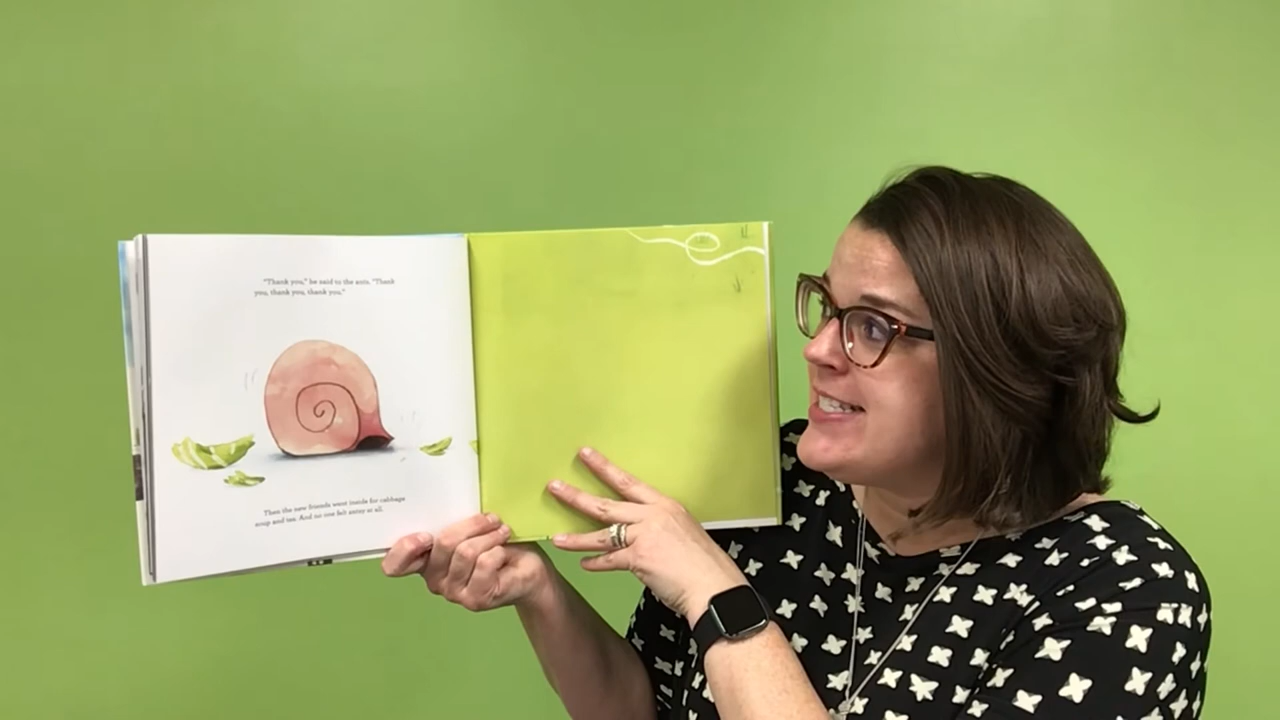 "Thank you," he said to the ants. "Thank
you, thank you, thank you."
Then the new friends went inside for cabbage
soup and tea. And no one felt antsy at all.